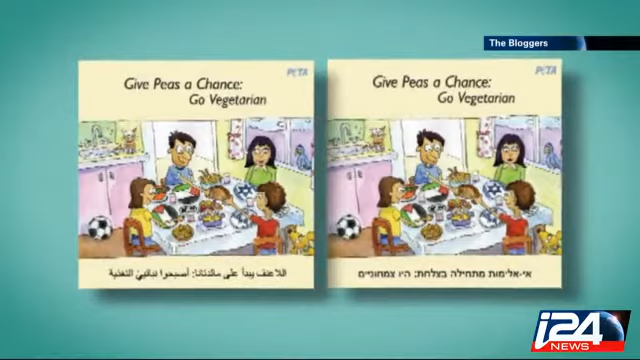 The Bloggers
PETA
Give Peas a Chance:
Go Vegetarian
اللاعنف يبدأ على مائدتنا: أصبحوا نباتيي التغذية
PETA
Give Peas a Chance:
Go Vegetarian
אי-אלימות מתחילה בצלחת: היו צמחוניים
i24
NEWS